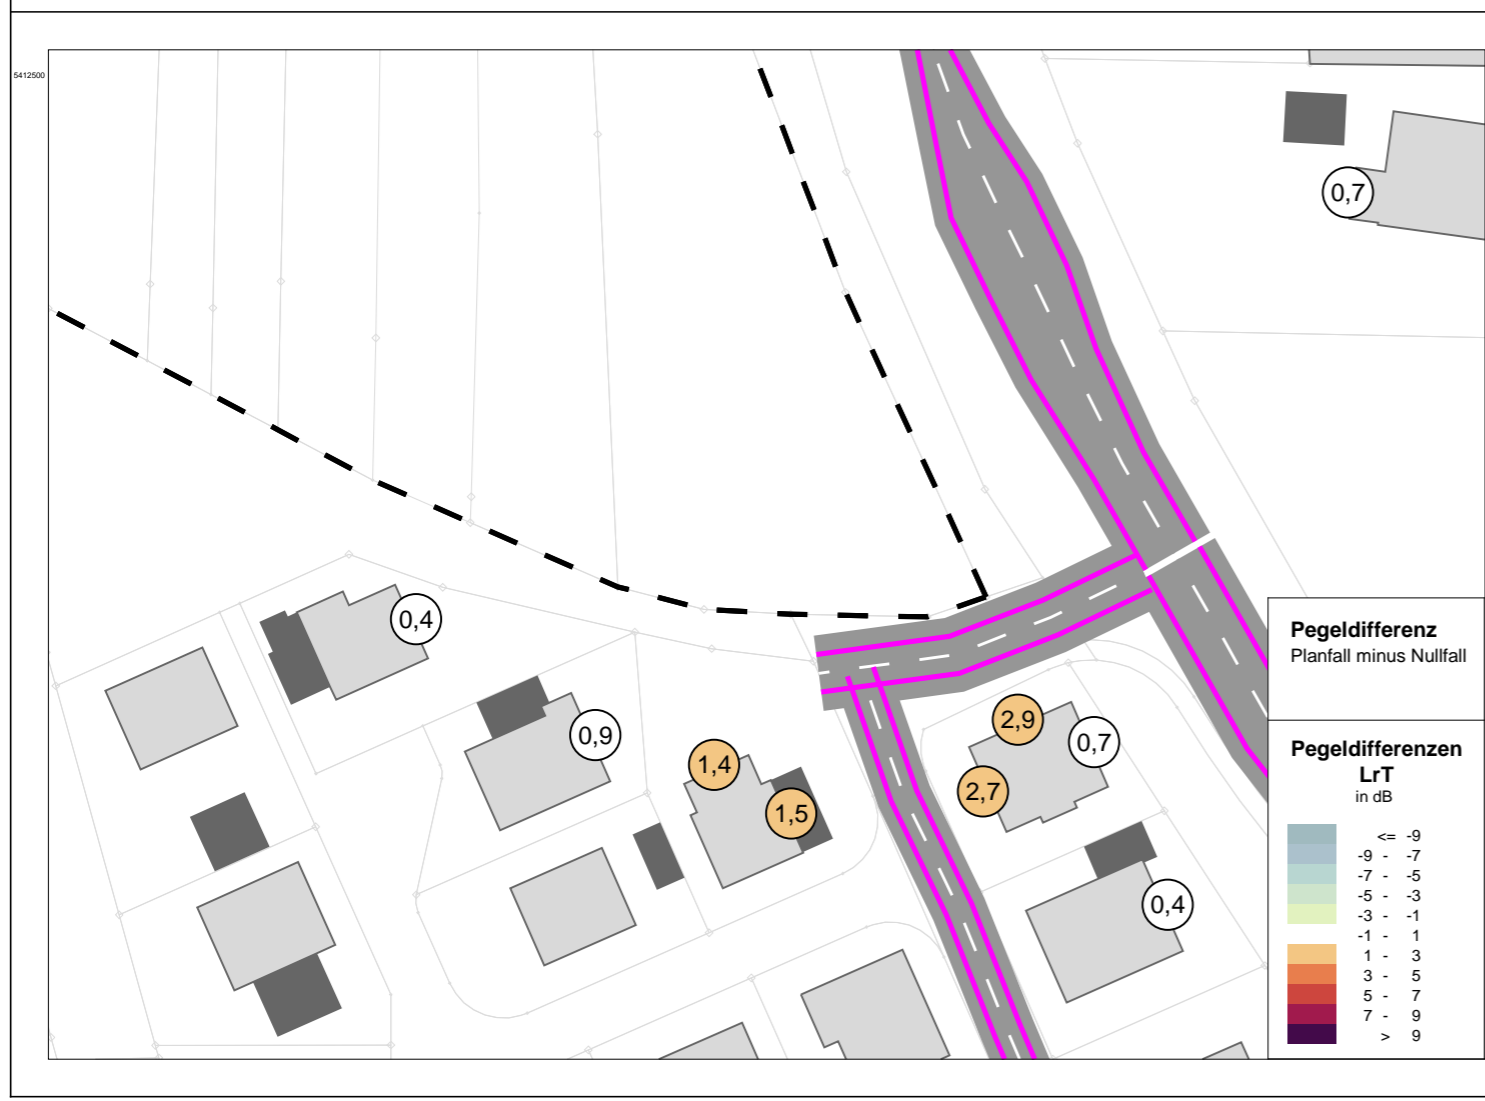 5412500
0,7
0,4
0,9
1,4
1,5
2,9
0,7
2,7
0,4
Pegeldifferenz
Planfall minus Nullfall
Pegeldifferenzen
LrT
in dB
<= -9
-9 - -7
-7 - -5
-5 - -3
-3 - -1
-1 - 1
1 - 3
3 - 5
5 - 7
7 - 9
> 9